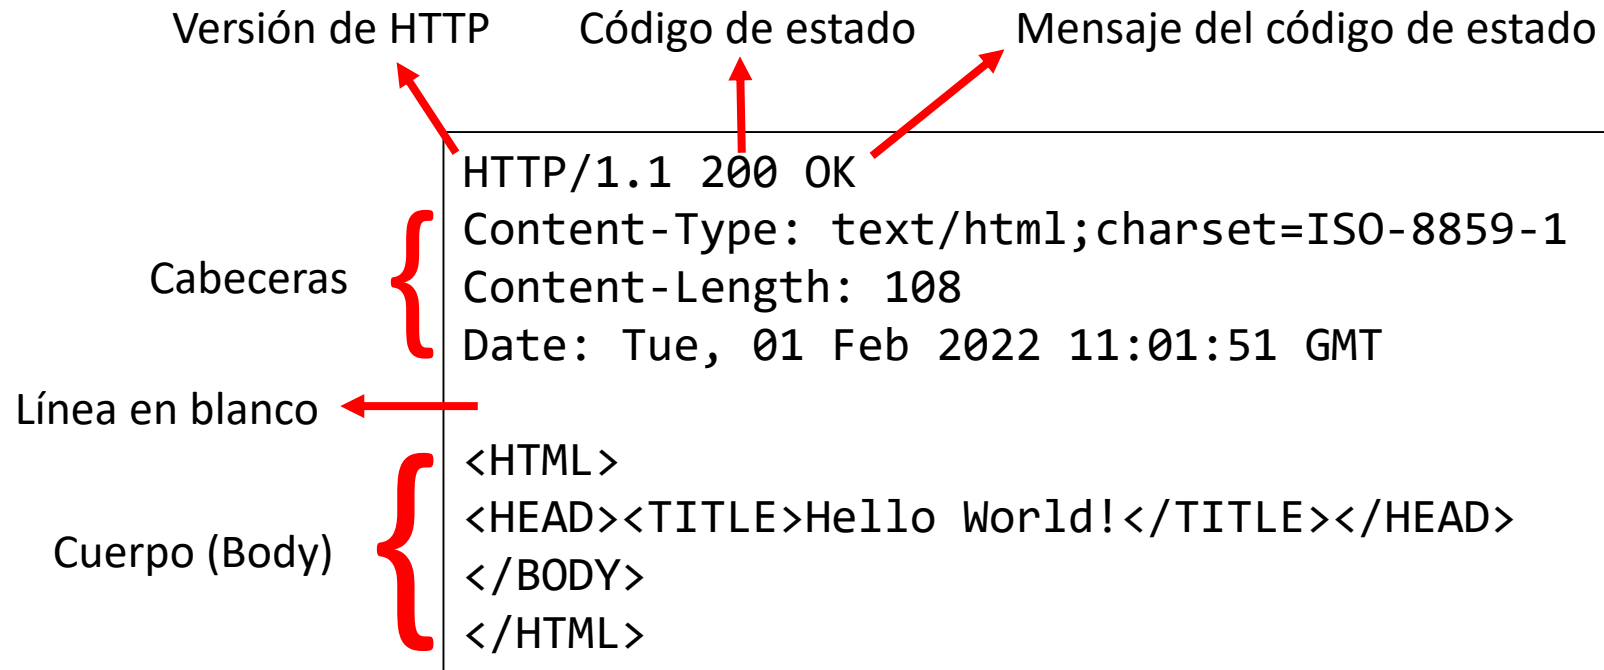 Versión de HTTP Código de estado Mensaje del código de estado
HTTP/1.1 200 OK
Cabeceras
Content-Type: text/html;charset=ISO-8859-1
Content-Length: 108
Date: Tue, 01 Feb 2022 11:01:51 GMT
Línea en blanco
Cuerpo (Body)
<HTML>
<HEAD><TITLE>Hello World!</TITLE></HEAD>
</BODY>
</HTML>